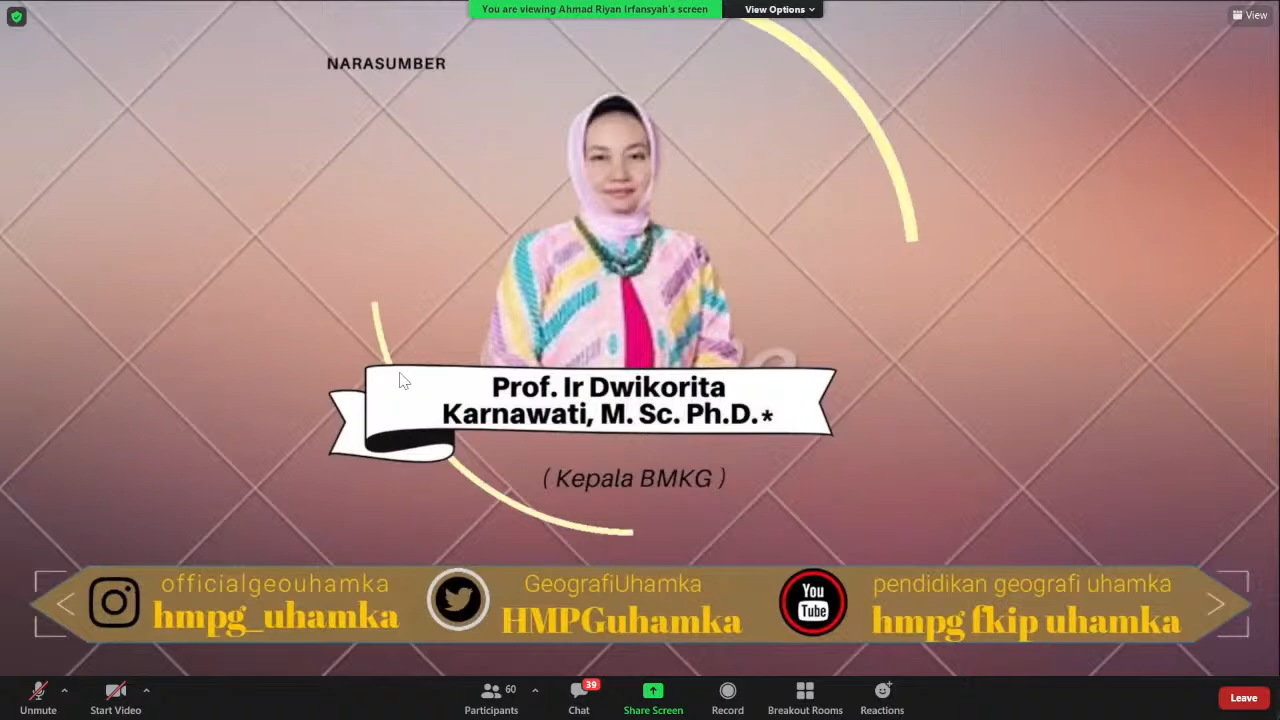 You are viewing Ahmad Riyan Irfansyah's screen
View Options
View
NARASUMBER
Prof. Ir Dwikorita
Karnawati, M. Sc. Ph.D.*
( Kepala BMKG )
officialgeouhamka
hmpg_uhamka
GeografiUhamka
HMPGuhamka
You
Tube
pendidikan geografi uhamka
hmpg fkip uhamka
Unmute
Start Video
60
Participants
39
Chat
Share Screen
Record
Breakout Rooms
Reactions
Leave